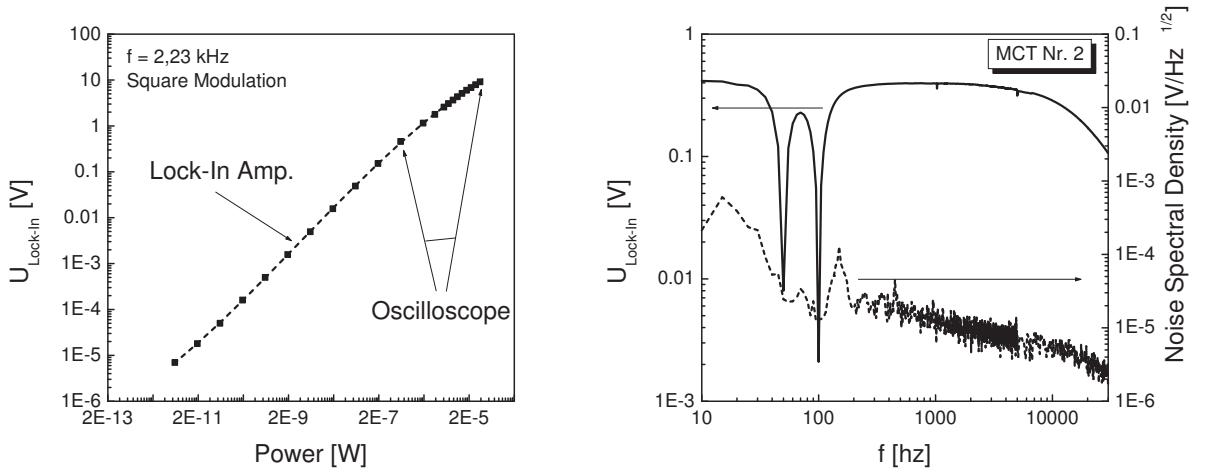 f = 2,23 kHz
Square Modulation
Lock-In Amp.
Oscilloscope
100
10
1
0.1
0.01
1E-3
1E-4
1E-5
1E-6
U_Lock-In [V]
2E-13
2E-11
2E-9
2E-7
2E-5
Power [W]
MCT Nr. 2
1
0.1
0.01
1E-3
U_Lock-In [V]
10
100
1000
10000
f [hz]
0.1
0.01
1E-3
1E-4
1E-5
1E-6
Noise Spectral Density [V/Hz^1/2]